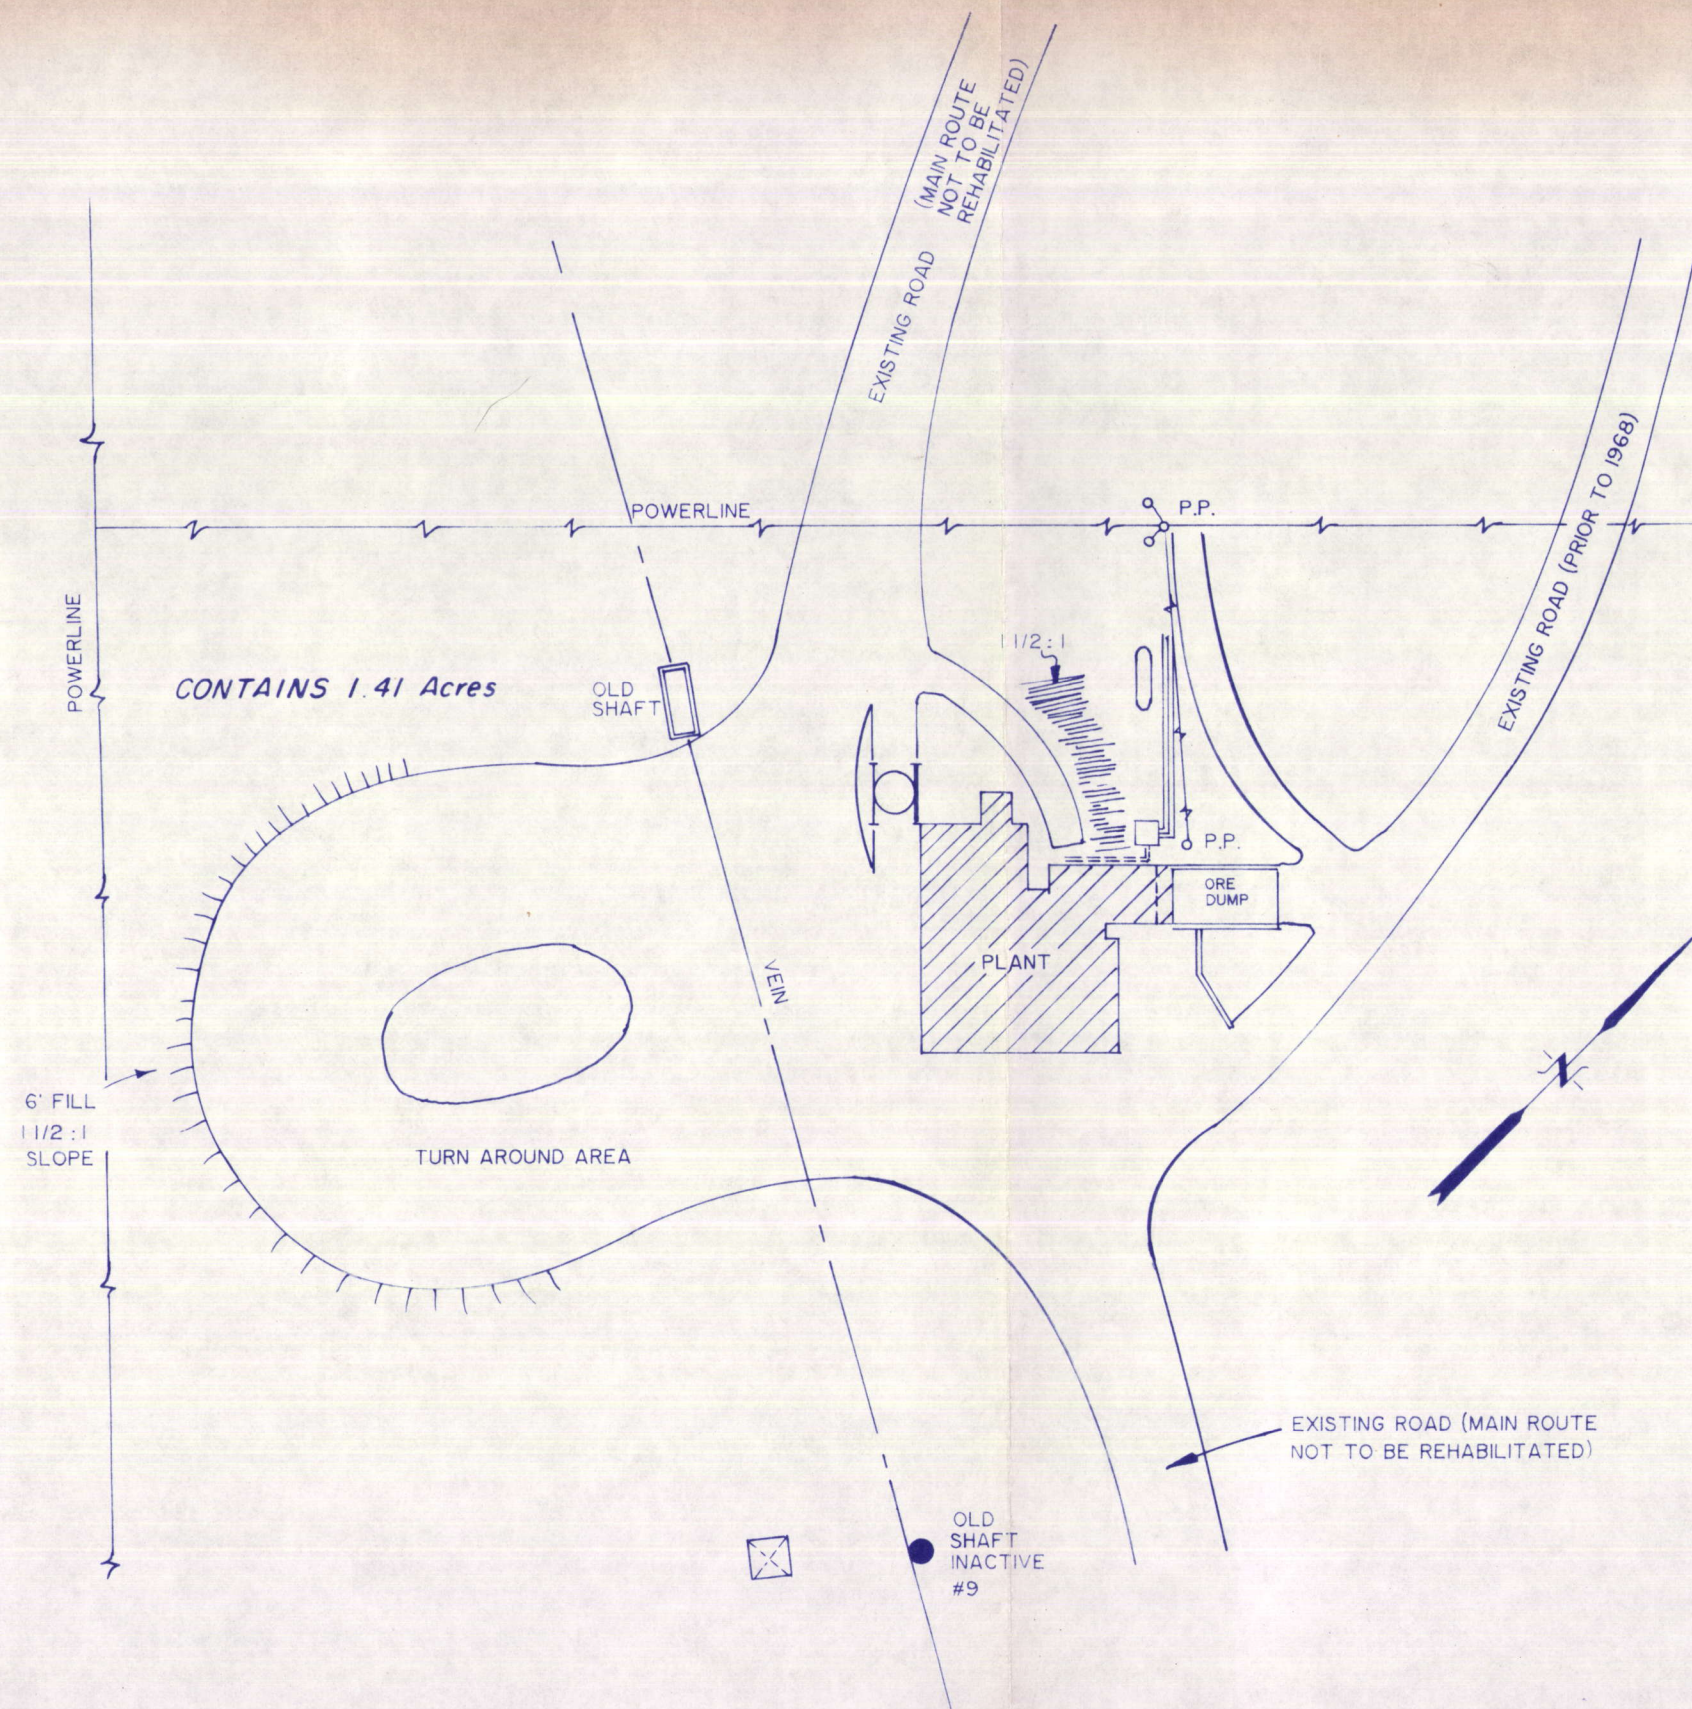 (MAIN ROUTE
NOT TO BE
REHABILITATED)
EXISTING ROAD
POWERLINE
P.P.
EXISTING ROAD (PRIOR TO 1968)
POWERLINE
1 1/2 : 1
CONTAINS 1.41 Acres
OLD
SHAFT
P.P.
ORE
DUMP
PLANT
VEIN
N
6' FILL
1 1/2 : 1
SLOPE
TURN AROUND AREA
EXISTING ROAD (MAIN ROUTE
NOT TO BE REHABILITATED)
OLD
SHAFT
INACTIVE
#9